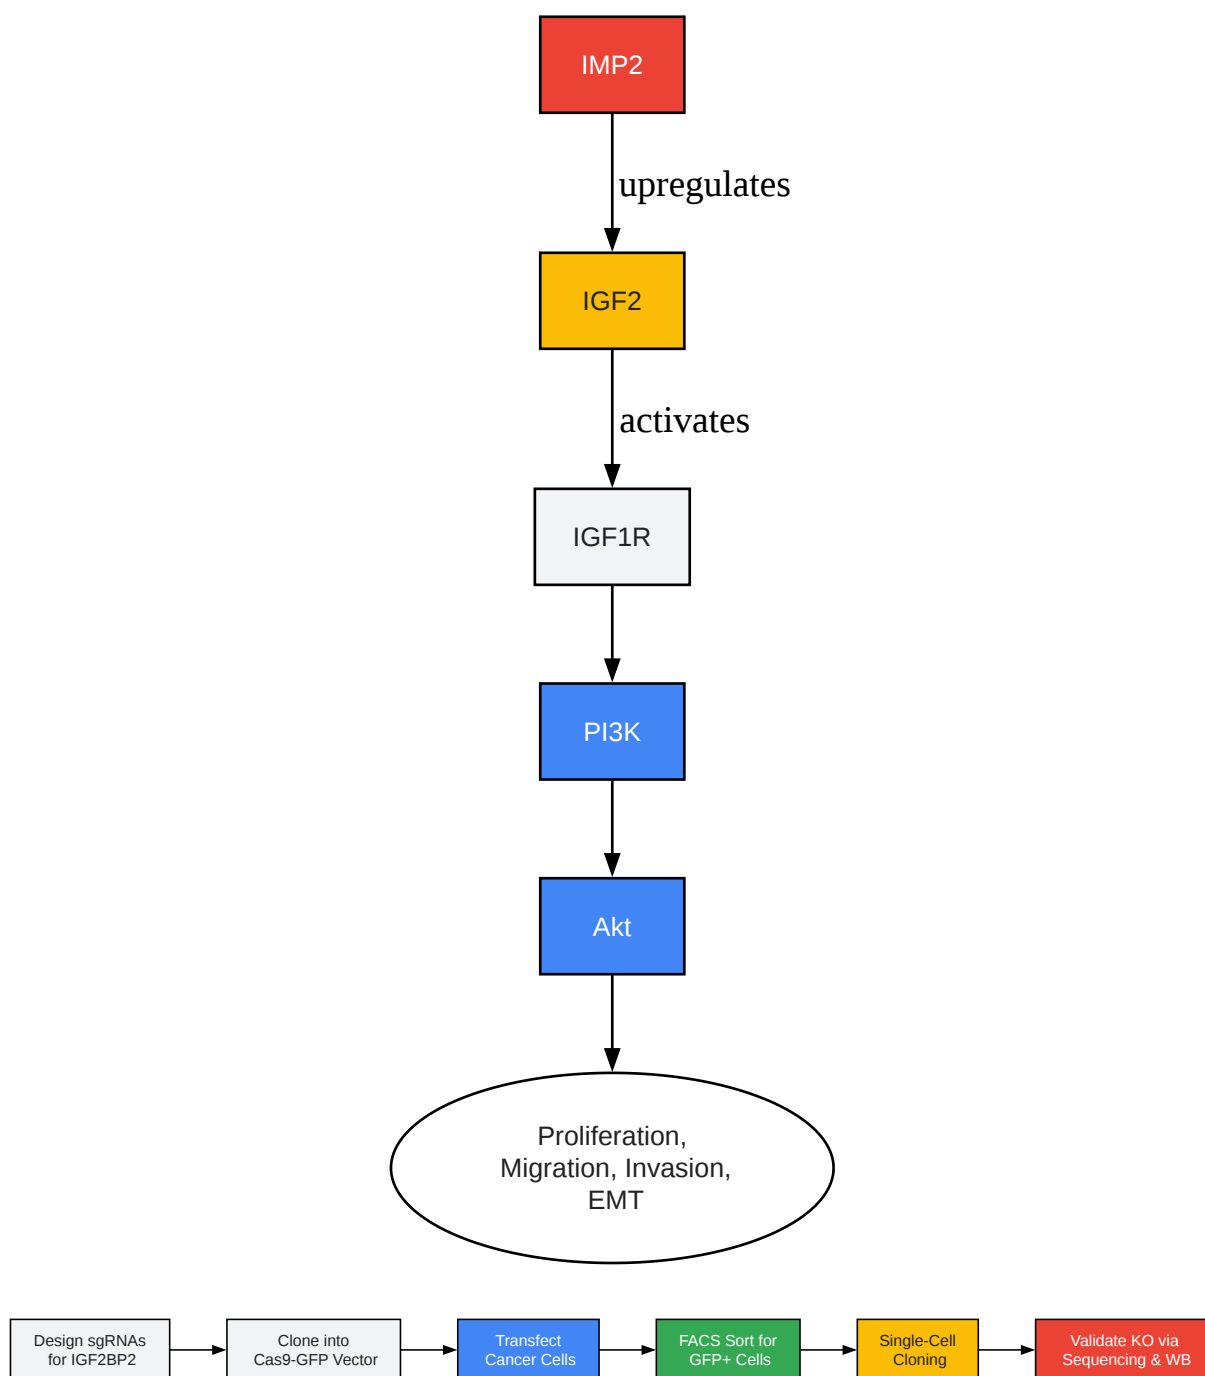 IMP2
upregulates
IGF2
activates
IGF1R
PI3K
Akt
Proliferation,
Migration, Invasion,
EMT
Design sgRNAs
for IGF2BP2
Clone into
Cas9-GFP Vector
Transfect
Cancer Cells
FACS Sort for
GFP+ Cells
Single-Cell
Cloning
Validate KO via
Sequencing & WB